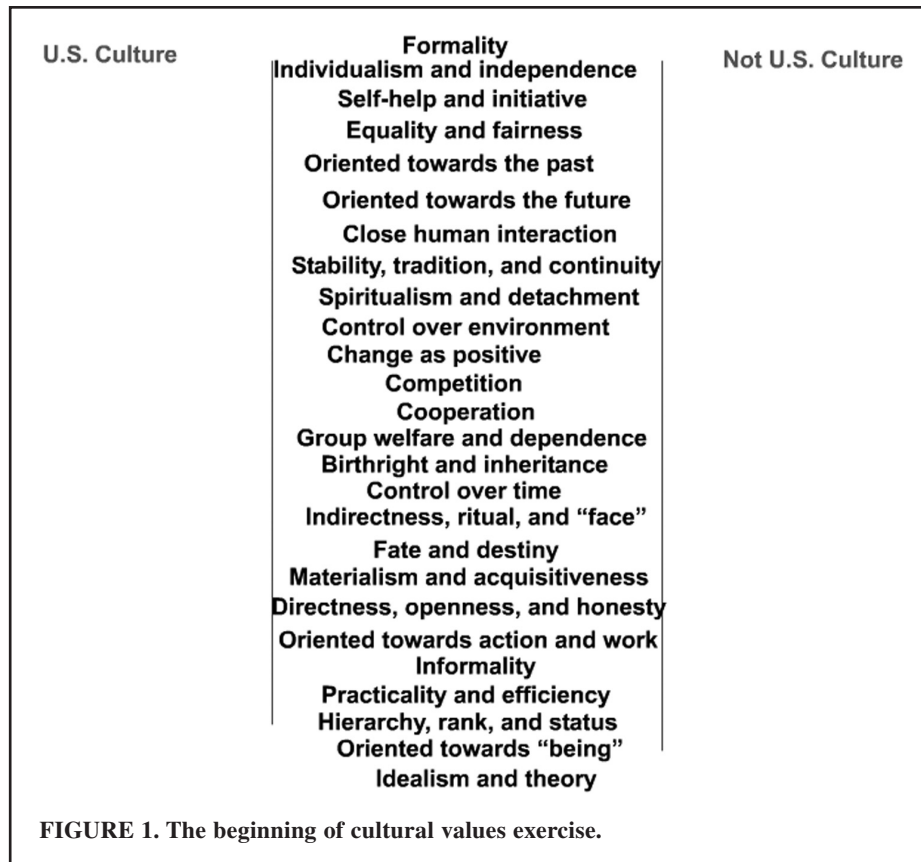 U.S. Culture
Not U.S. Culture
Formality
Individualism and independence
Self-help and initiative
Equality and fairness
Oriented towards the past
Oriented towards the future
Close human interaction
Stability, tradition, and continuity
Spiritualism and detachment
Control over environment
Change as positive
Competition
Cooperation
Group welfare and dependence
Birthright and inheritance
Control over time
Indirectness, ritual, and “face”
Fate and destiny
Materialism and acquisitiveness
Directness, openness, and honesty
Oriented towards action and work
Informality
Practicality and efficiency
Hierarchy, rank, and status
Oriented towards “being”
Idealism and theory
FIGURE 1. The beginning of cultural values exercise.